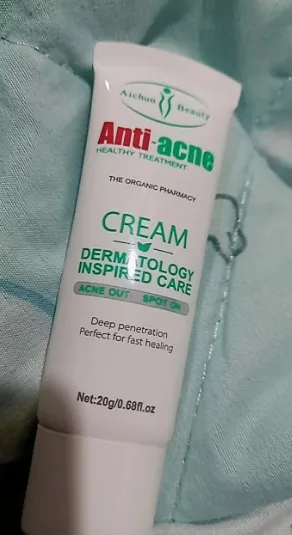 Aichun Beauty
Anti-acne
HEALTHY TREATMENT
THE ORGANIC PHARMACY
CREAM
DERMATOLOGY
INSPIRED CARE
ACNE OUT SPOT ON
Deep penetration
Perfect for fast healing
Net:20g/0.68fl.oz